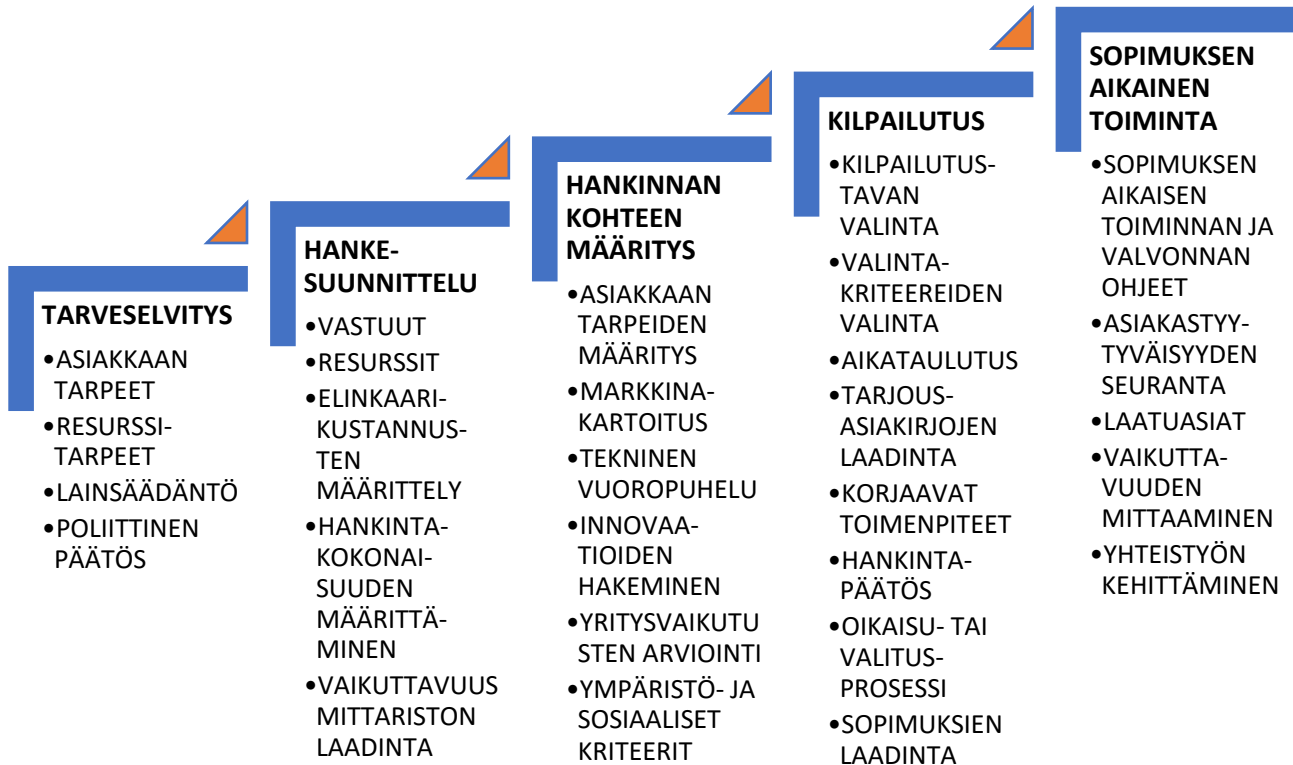 TARVESELVITYS
•ASIAKKAAN
TARPEET
•RESURSSI-
TARPEET
•LAINSÄÄDÄNTÖ
•POLIITTINEN
PÄÄTÖS
HANKE-
SUUNNITTELU
•VASTUUT
•RESURSSIT
•ELINKAARI-
KUSTANNUS-
TEN
MÄÄRITTELY
•HANKINTA-
KOKONAI-
SUUDEN
MÄÄRITTÄ-
MINEN
•VAIKUTTAVUUS
MITTARISTON
LAADINTA
HANKINNAN
KOHTEEN
MÄÄRITYS
•ASIAKKAAN
TARPEIDEN
MÄÄRITYS
•MARKKINA-
KARTOITUS
•TEKNINEN
VUOROPUHELU
•INNOVAA-
TIOIDEN
HAKEMINEN
•YRITYSVAIKUTU
STEN ARVIOINTI
•YMPÄRISTÖ- JA
SOSIAALISET
KRITEERIT
KILPAILUTUS
•KILPAILUTUS-
TAVAN
VALINTA
•VALINTA-
KRITEEREIDEN
VALINTA
•AIKATAULUTUS
•TARJOUS-
ASIAKIRJOJEN
LAADINTA
•KORJAAVAT
TOIMENPITEET
•HANKINTA-
PÄÄTÖS
•OIKAISU- TAI
VALITUS-
PROSESSI
•SOPIMUKSIEN
LAADINTA
SOPIMUKSEN
AIKAINEN
TOIMINTA
•SOPIMUKSEN
AIKAISEN
TOIMINNAN JA
VALVONNAN
OHJEET
•ASIAKASTYY-
TYVÄISYYDEN
SEURANTA
•LAATUASIAT
•VAIKUTTA-
VUUDEN
MITTAAMINEN
•YHTEISTYÖN
KEHITTÄMINEN